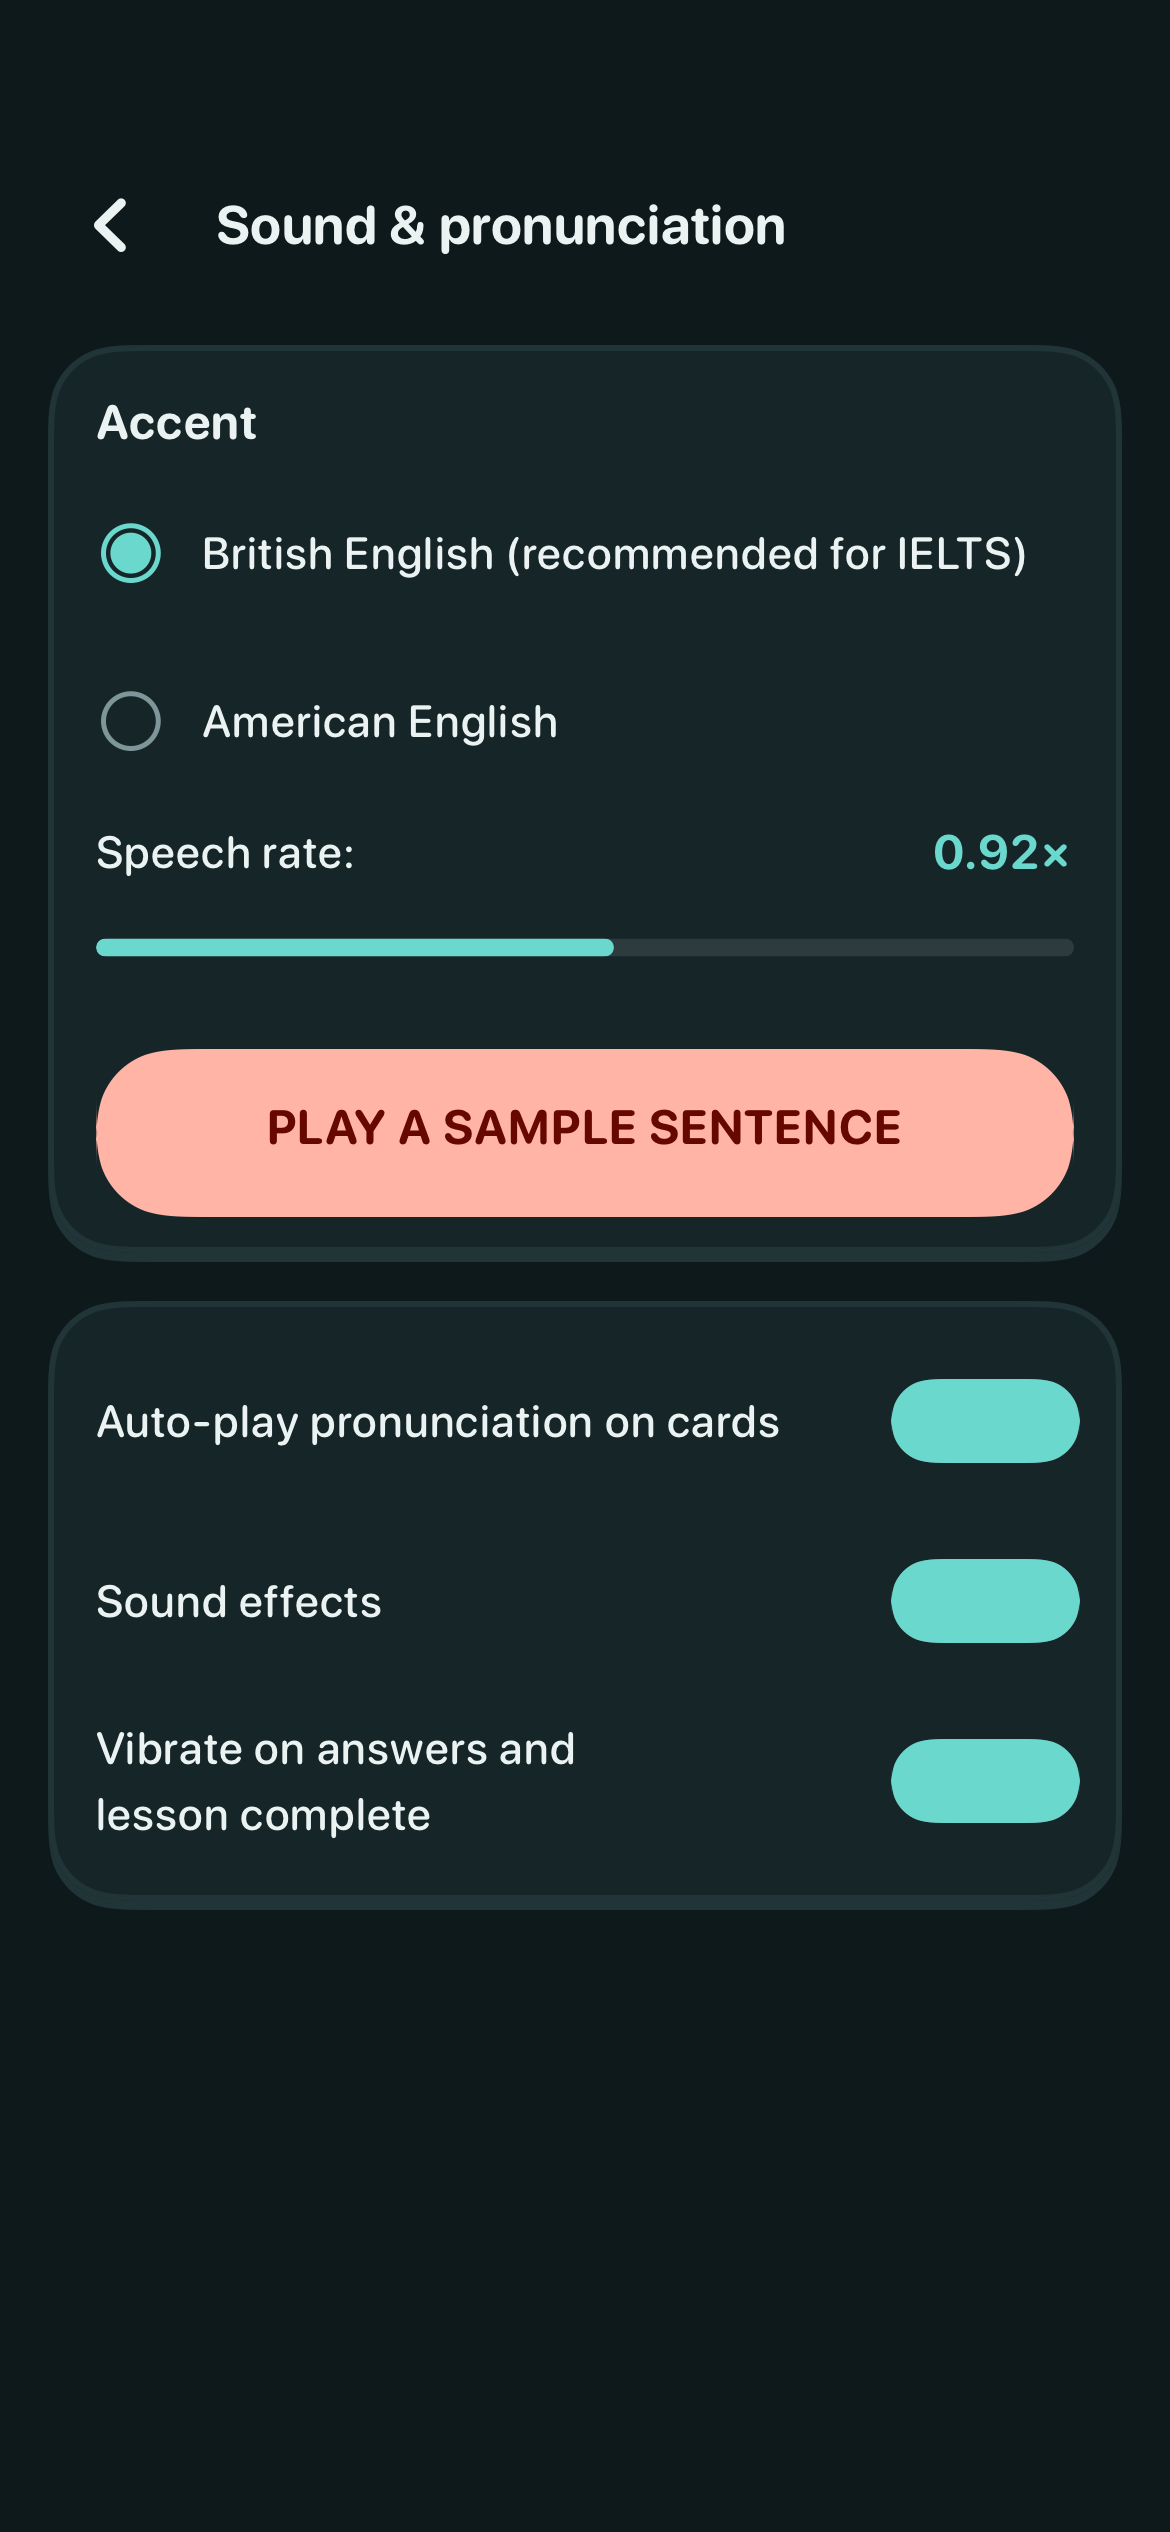 Sound & pronunciation
Accent
British English (recommended for IELTS)
American English
Speech rate: 0.92×
PLAY A SAMPLE SENTENCE
Auto-play pronunciation on cards
Sound effects
Vibrate on answers and
lesson complete